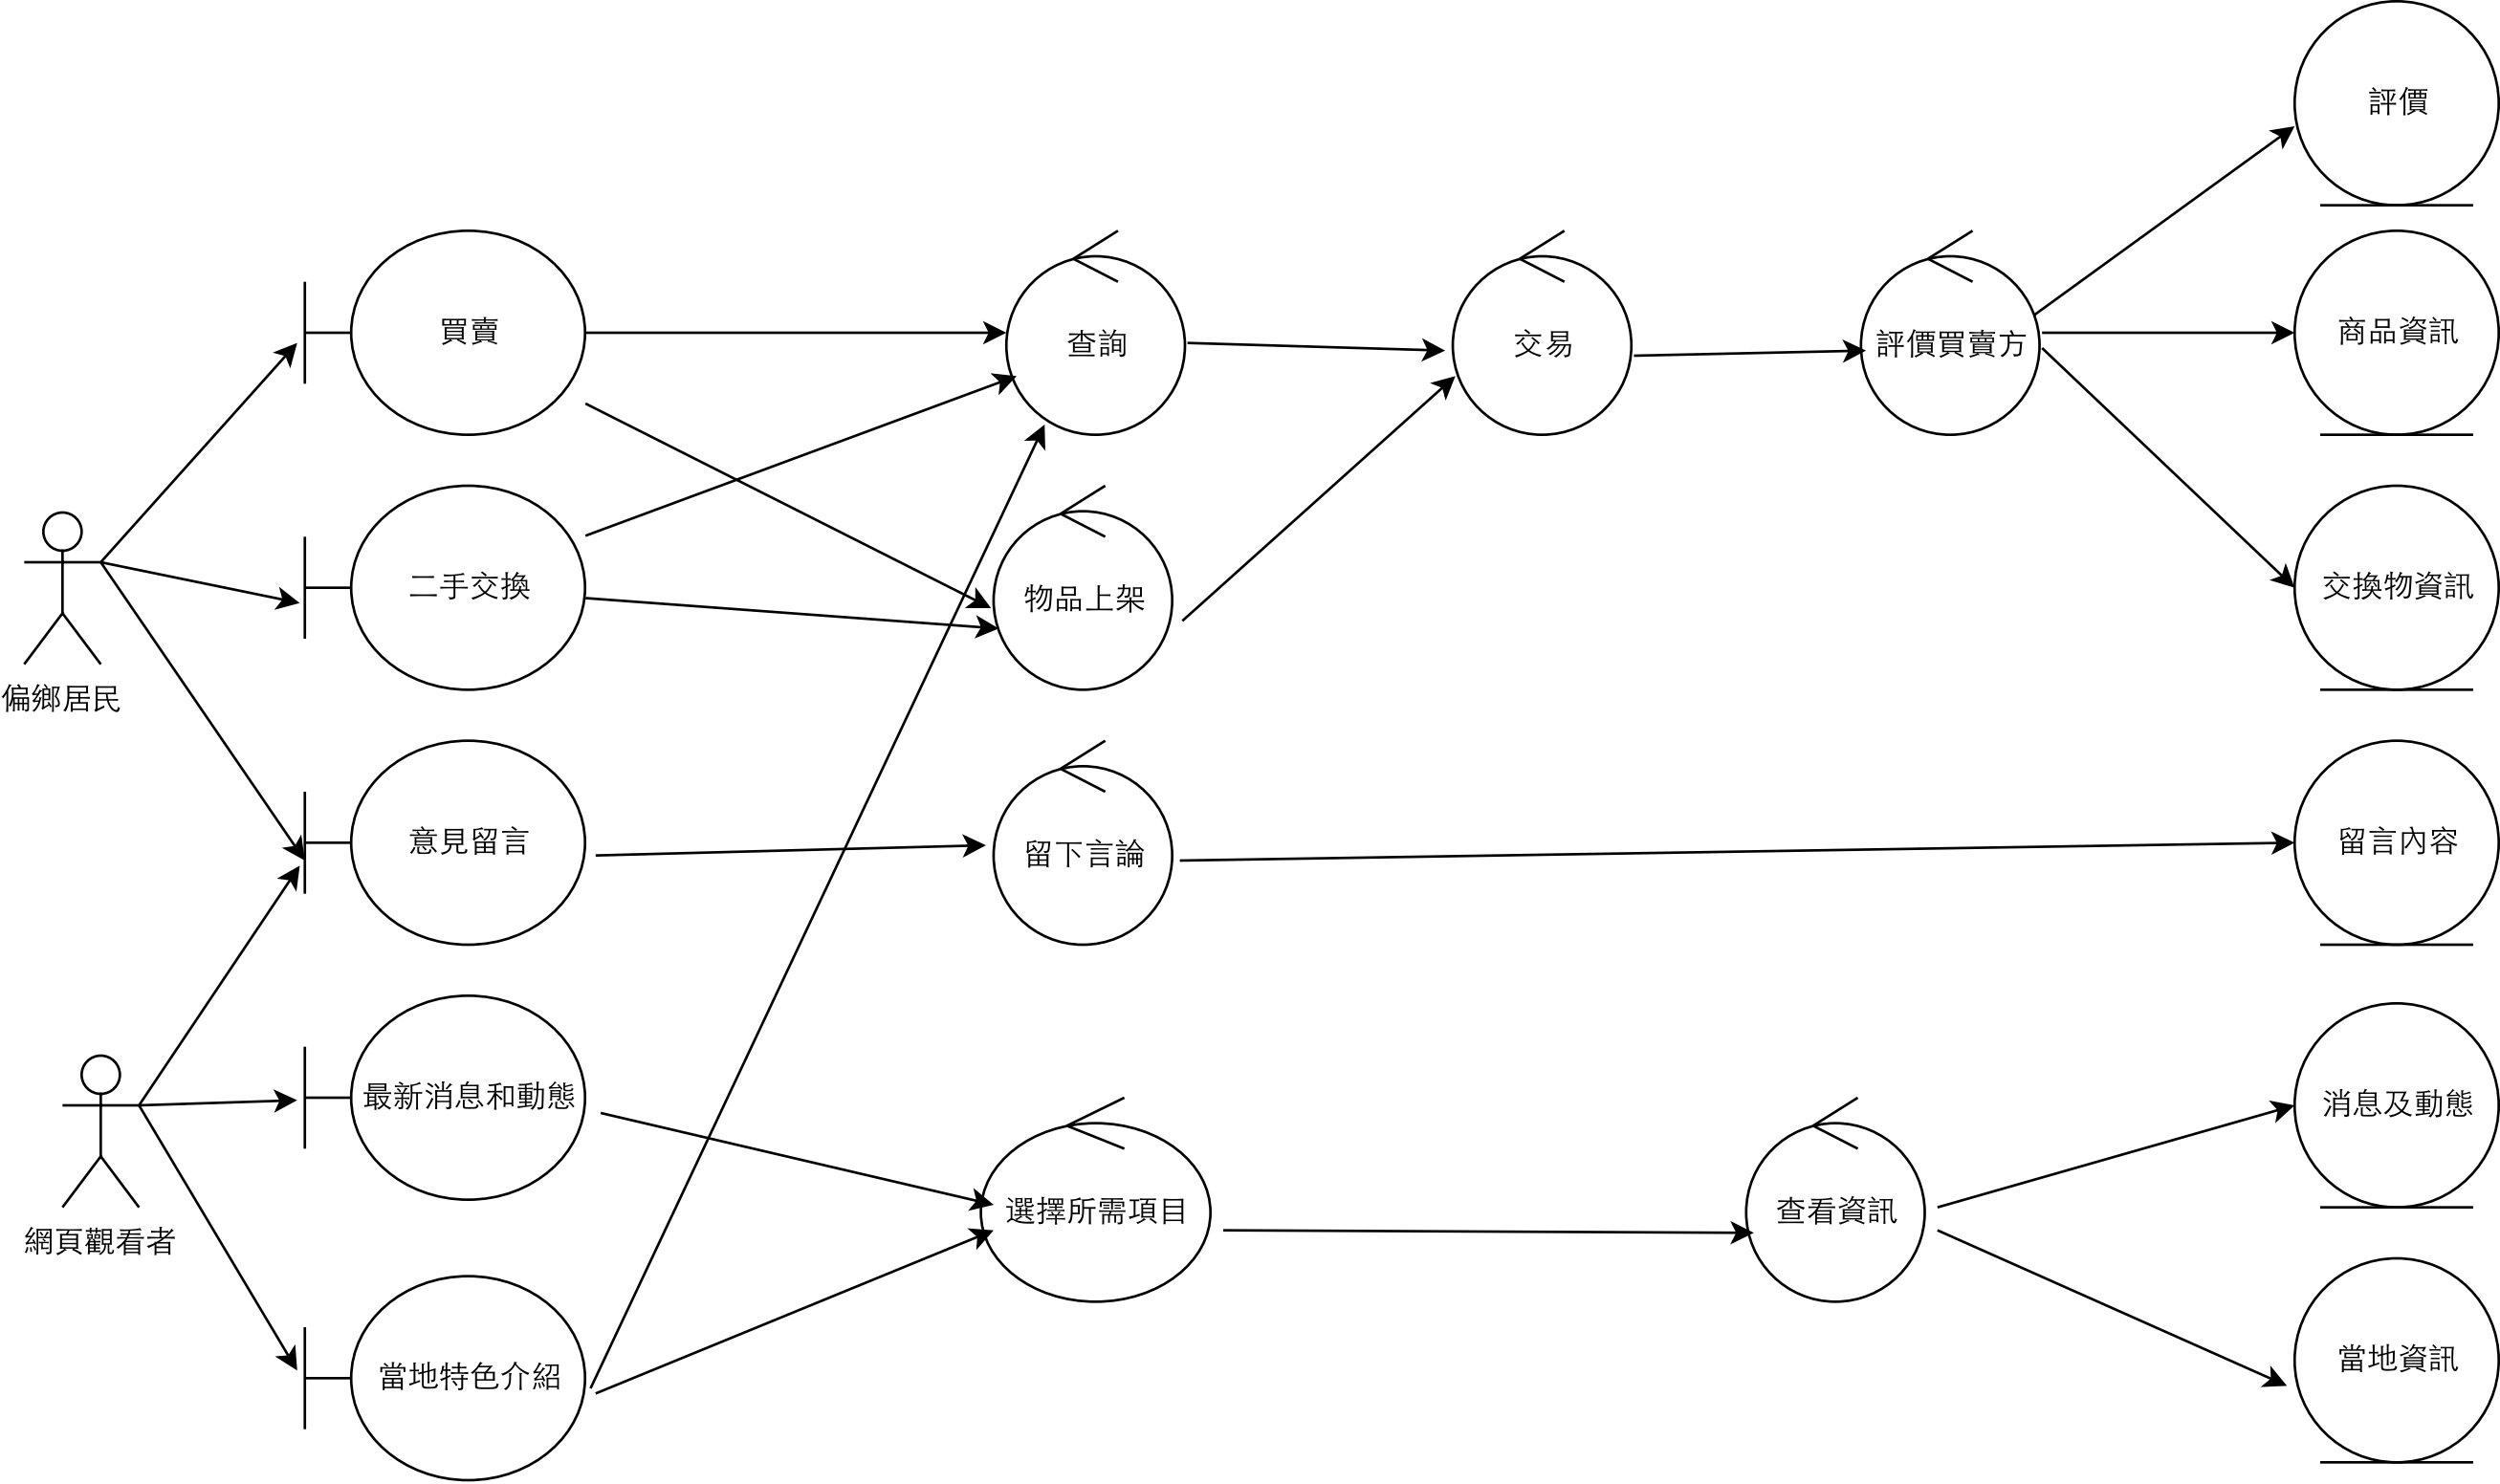 評價
買賣
查詢
交易
評價買賣方
商品資訊
二手交換
物品上架
交換物資訊
偏鄉居民
意見留言
留下言論
留言內容
最新消息和動態
消息及動態
選擇所需項目
查看資訊
網頁觀看者
當地特色介紹
當地資訊